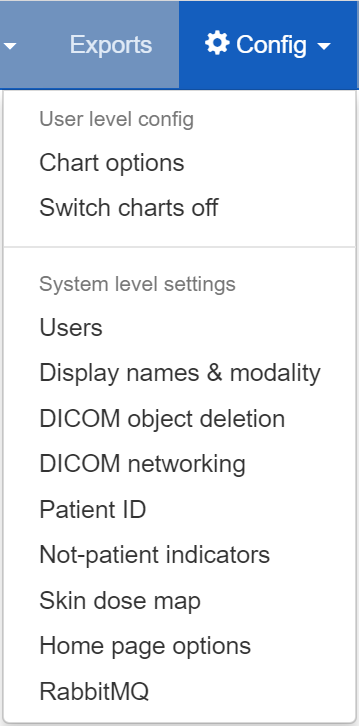 Exports
Config
User level config
Chart options
Switch charts off
System level settings
Users
Display names & modality
DICOM object deletion
DICOM networking
Patient ID
Not-patient indicators
Skin dose map
Home page options
RabbitMQ